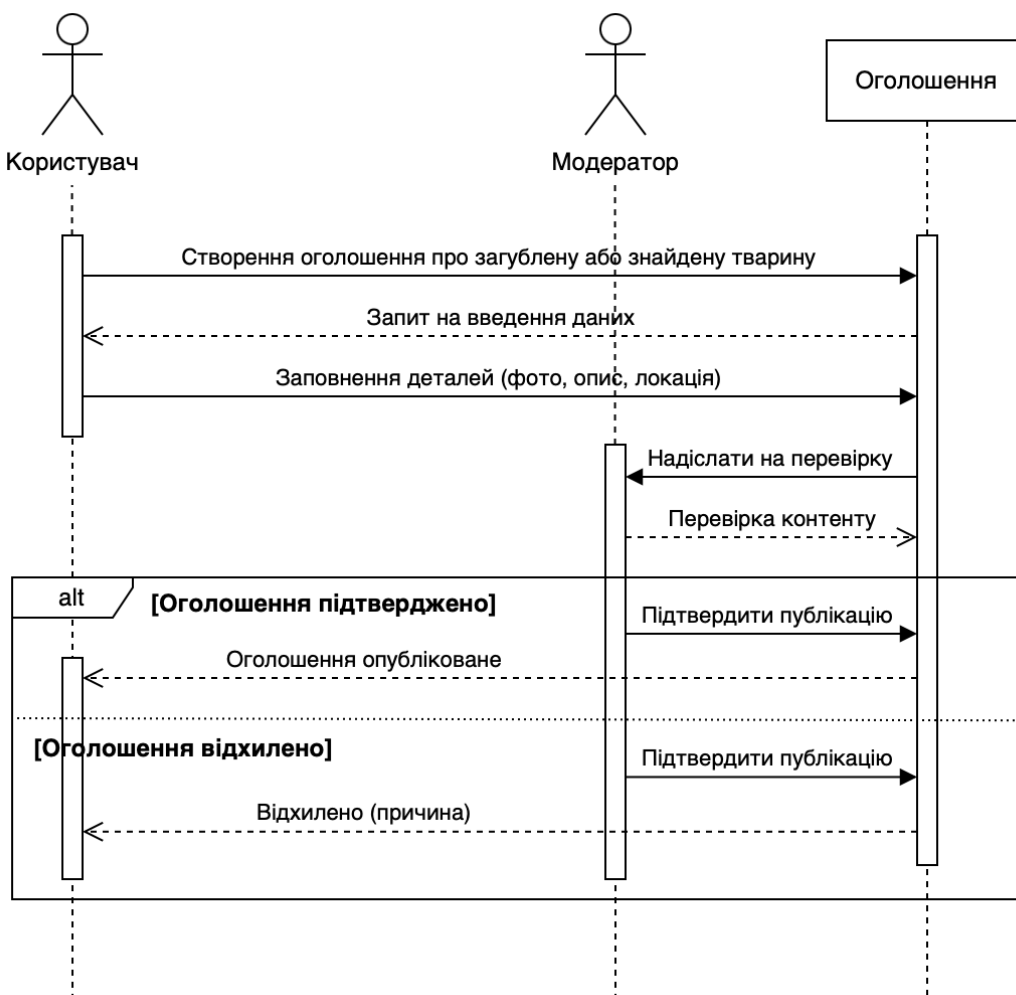 Користувач
Модератор
Оголошення
Створення оголошення про загублену або знайдену тварину
Запит на введення даних
Заповнення деталей (фото, опис, локація)
Надіслати на перевірку
Перевірка контенту
alt
[Оголошення підтверджено]
Підтвердити публікацію
Оголошення опубліковане
[Оголошення відхилено]
Підтвердити публікацію
Відхилено (причина)